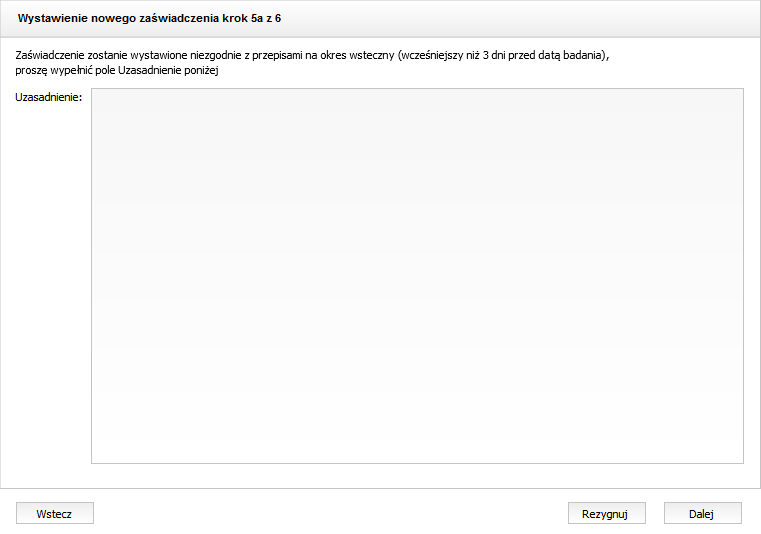 Wystawienie nowego zaświadczenia krok 5a z 6
Zaświadczenie zostanie wystawione niezgodnie z przepisami na okres wsteczny (wcześniejszy niż 3 dni przed datą badania),
proszę wypełnić pole Uzasadnienie poniżej
Uzasadnienie:
Wstecz
Rezygnuj
Dalej